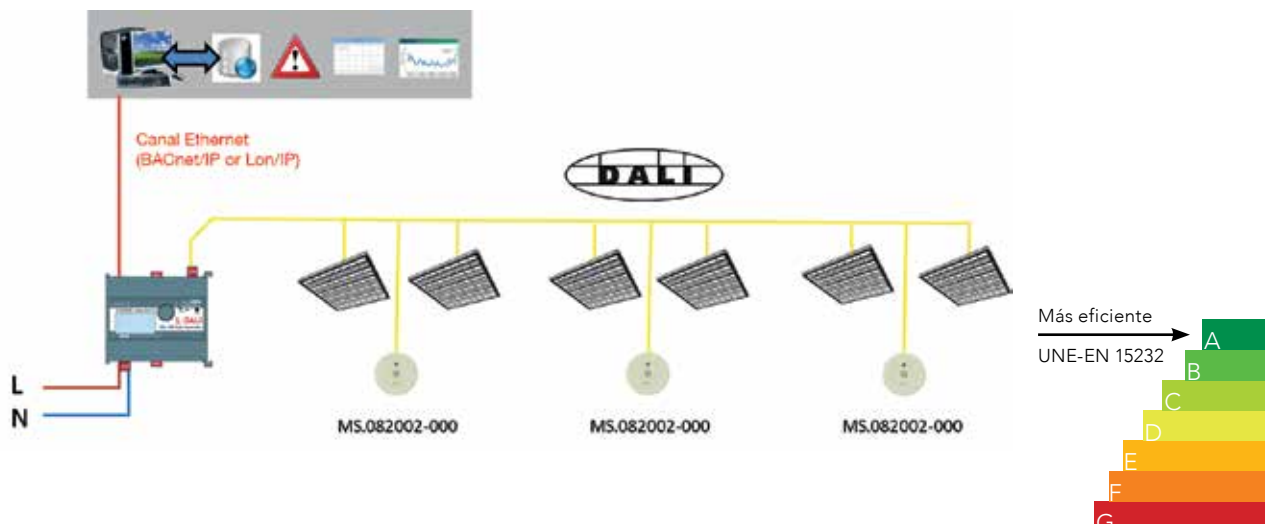 Canal Ethernet
(BACnet/IP or Lon/IP)
DALI
L-DALI
L
N
MS.082002-000
MS.082002-000
MS.082002-000
Más eficiente
UNE-EN 15232
A
B
C
D
E
F
G